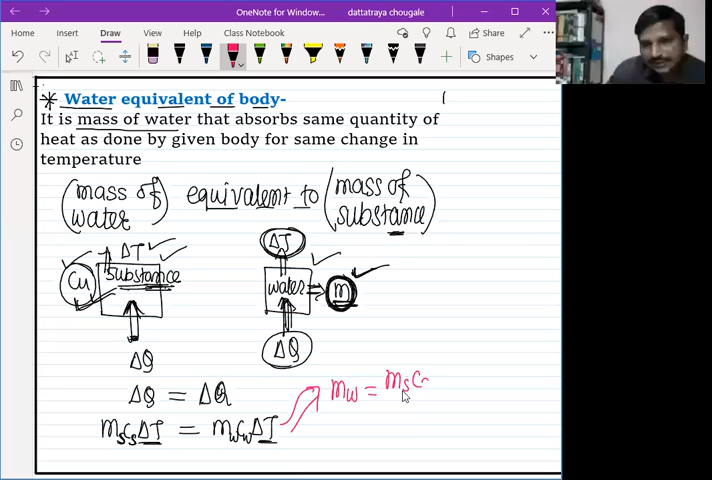 OneNote for Window...
dattatraya chougale
Home Insert Draw View Help Class Notebook Share
Shapes
* Water equivalent of body-
It is mass of water that absorbs same quantity of
heat as done by given body for same change in
temperature
(mass of water) equivalent to (mass of substance)
ΔT ΔT
Cu substance water m
ΔQ ΔQ
ΔQ = ΔQ
mₛcₛΔT = m_wc_wΔT
m_w = mₛc